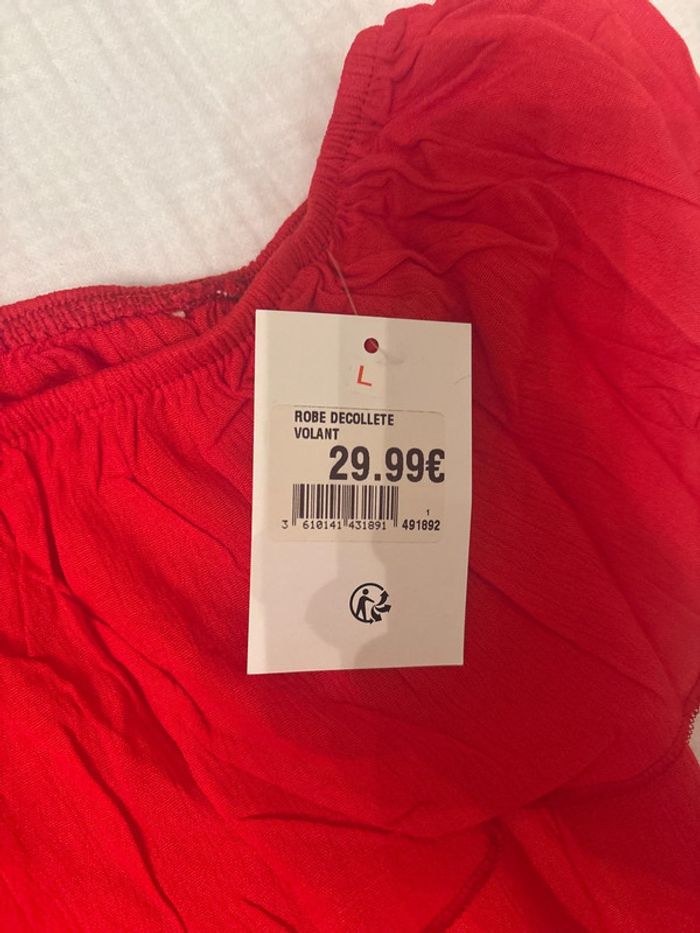 L
ROBE DECOLLETE
VOLANT
29.99€
1
3 610141 431891 491892